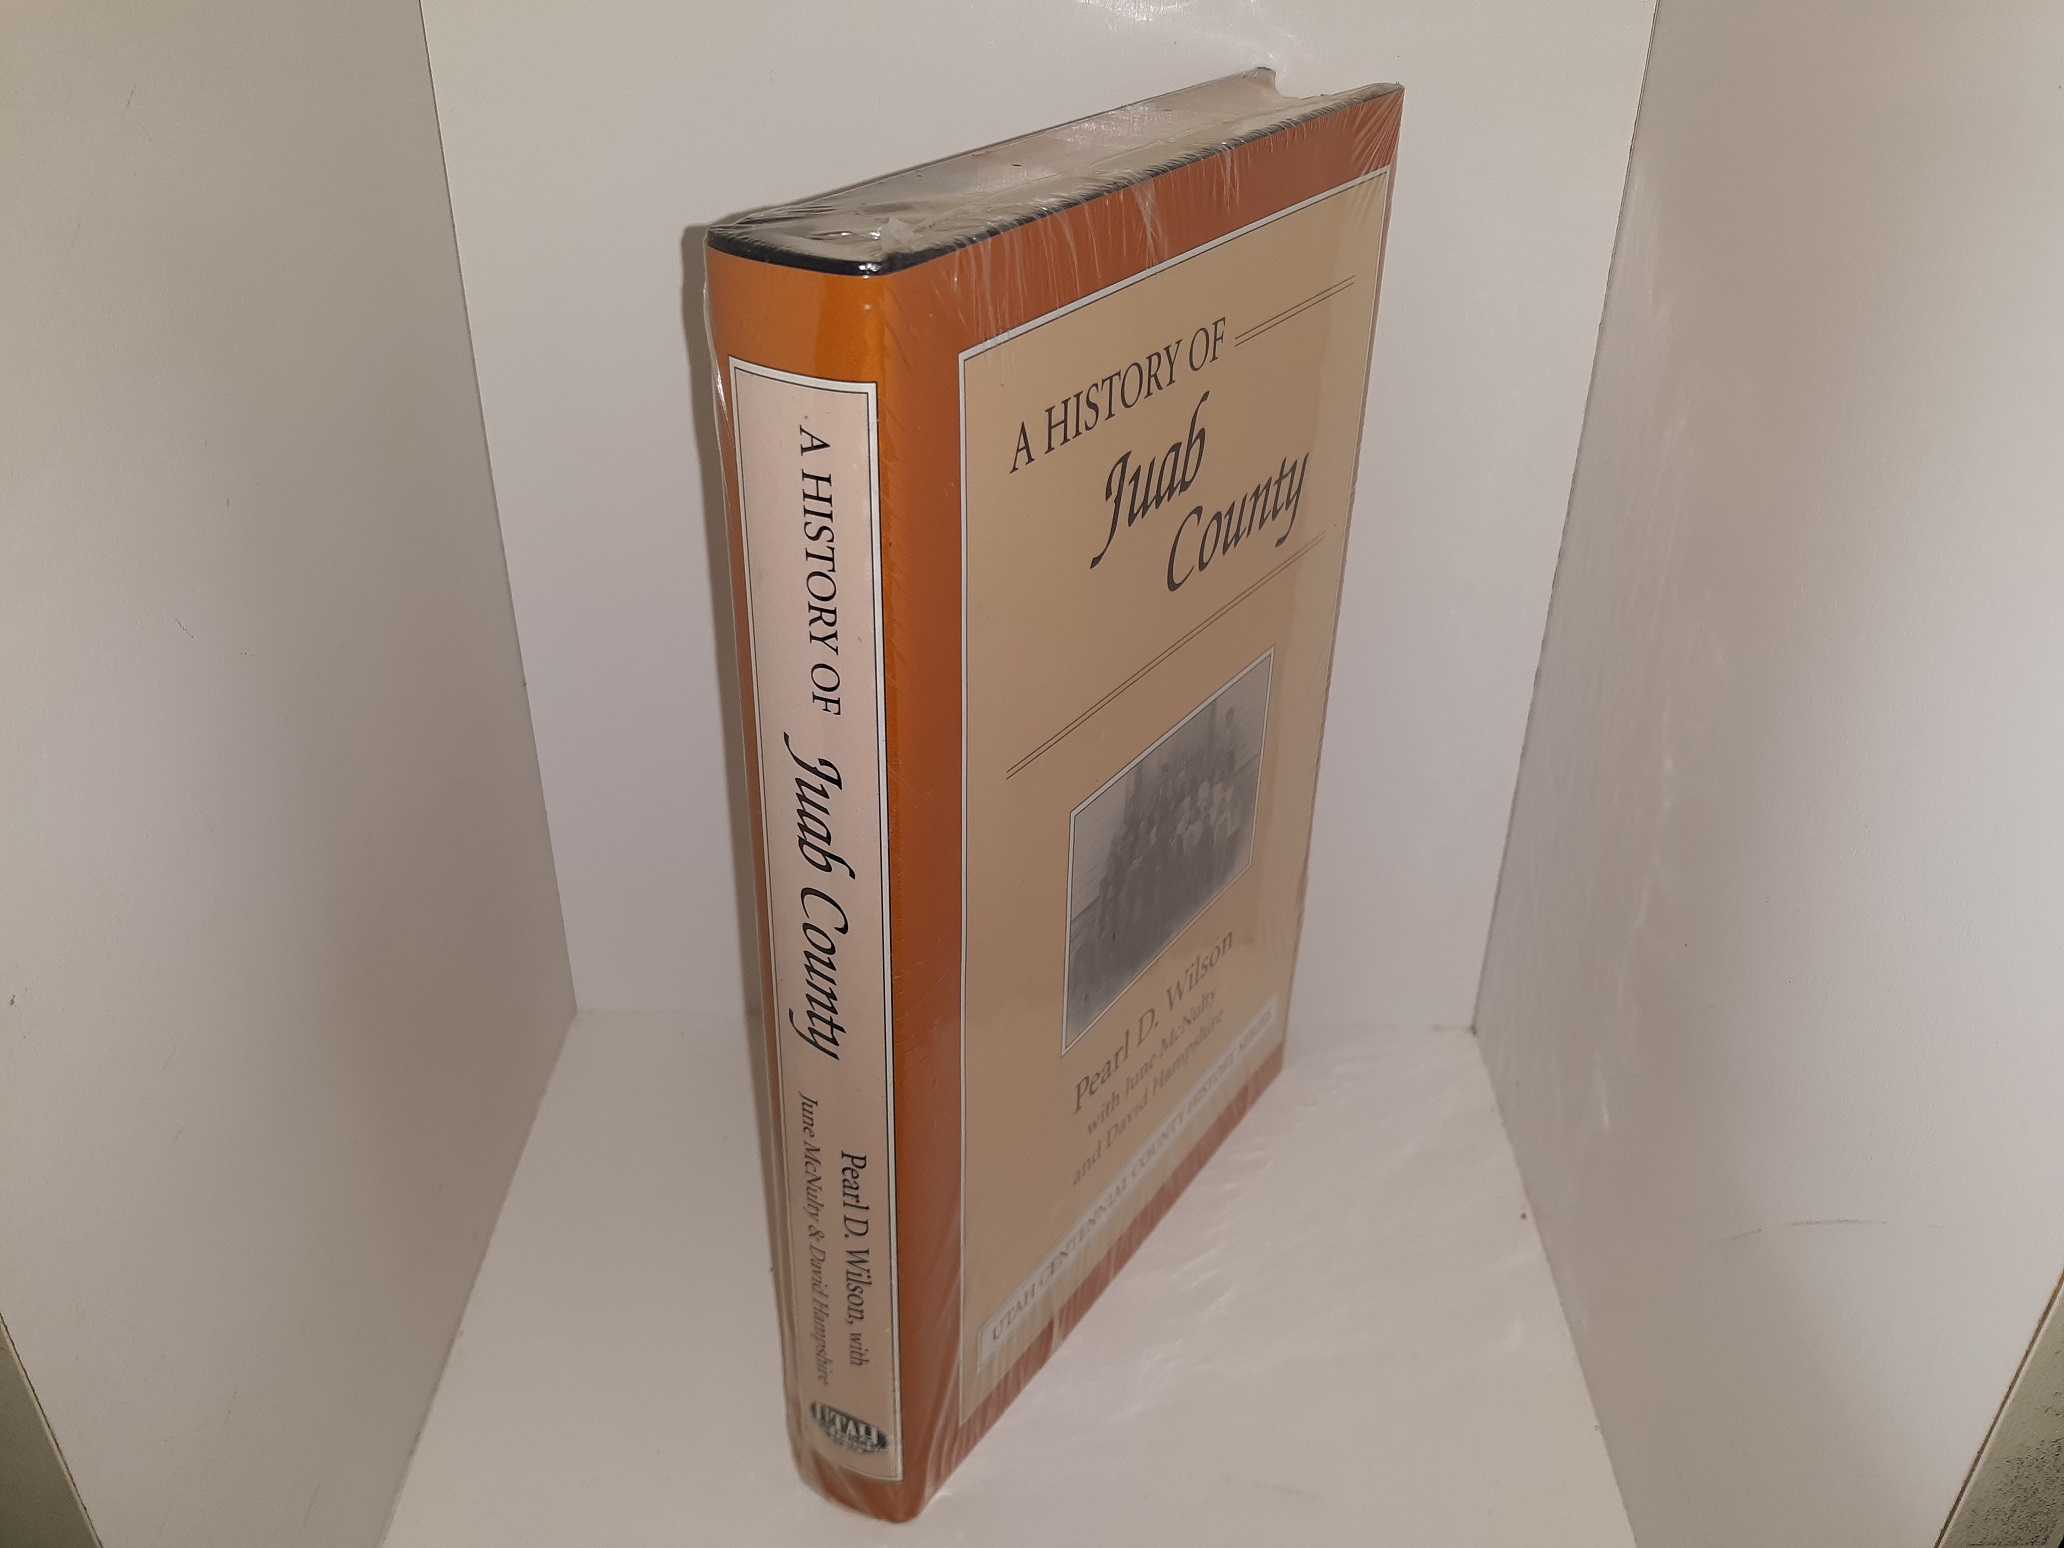 A HISTORY OF
Juab
County
Pearl D. Wilson
with June McNulty
and David Hampshire
UTAH CENTENNIAL COUNTY HISTORY SERIES
A HISTORY OF Juab County
Pearl D. Wilson, with
June McNulty & David Hampshire
UTAH